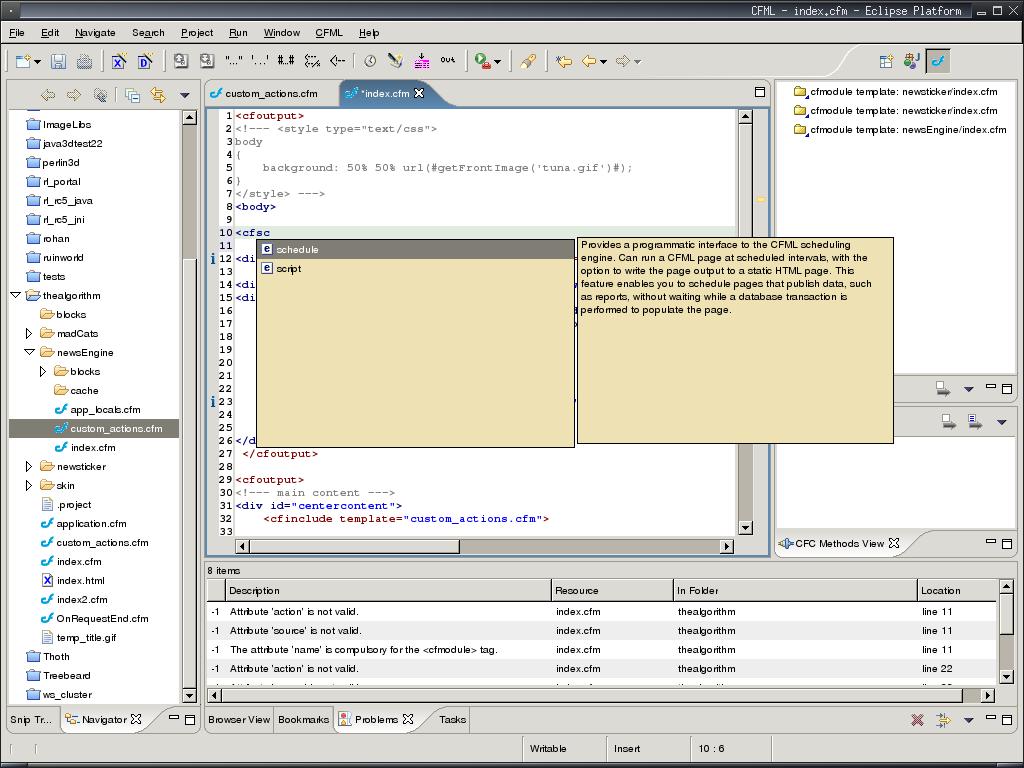 CFML - index.cfm - Eclipse Platform
File Edit Navigate Search Project Run Window CFML Help
"..." '...' #..# out
custom_actions.cfm
*index.cfm
ImageLibs
java3dtest22
perlin3d
rl_portal
rl_rc5_java
rl_rc5_jni
rohan
ruinworld
tests
thealgorithm
blocks
madCats
newsEngine
blocks
cache
app_locals.cfm
custom_actions.cfm
index.cfm
newsticker
skin
.project
application.cfm
custom_actions.cfm
index.cfm
index.html
index2.cfm
OnRequestEnd.cfm
temp_title.gif
Thoth
Treebeard
ws_cluster
Snip Tr...
Navigator
1 <cfoutput>
2 <!--- <style type="text/css">
3 body
4 {
5 background: 50% 50% url(#getFrontImage('tuna.gif')#);
6 }
7 </style> --->
8 <body>
9
10 <cfsc
11
12 <di
13
14 <di
15 <di
16
17
18
19
20
21
22
23
24
25
26 </d
27 </cfoutput>
28
29 <cfoutput>
30 <!--- main content --->
31 <div id="centercontent">
32 <cfinclude template="custom_actions.cfm">
33
schedule
script
Provides a programmatic interface to the CFML scheduling
engine. Can run a CFML page at scheduled intervals, with the
option to write the page output to a static HTML page. This
feature enables you to schedule pages that publish data, such
as reports, without waiting while a database transaction is
performed to populate the page.
cfmodule template: newsticker/index.cfm
cfmodule template: newsticker/index.cfm
cfmodule template: newsEngine/index.cfm
CFC Methods View
8 items
Description Resource In Folder Location
-1 Attribute 'action' is not valid. index.cfm thealgorithm line 11
-1 Attribute 'source' is not valid. index.cfm thealgorithm line 11
-1 The attribute 'name' is compulsory for the <cfmodule> tag. index.cfm thealgorithm line 11
-1 Attribute 'action' is not valid. index.cfm thealgorithm line 22
Browser View Bookmarks Problems Tasks
Writable Insert 10 : 6